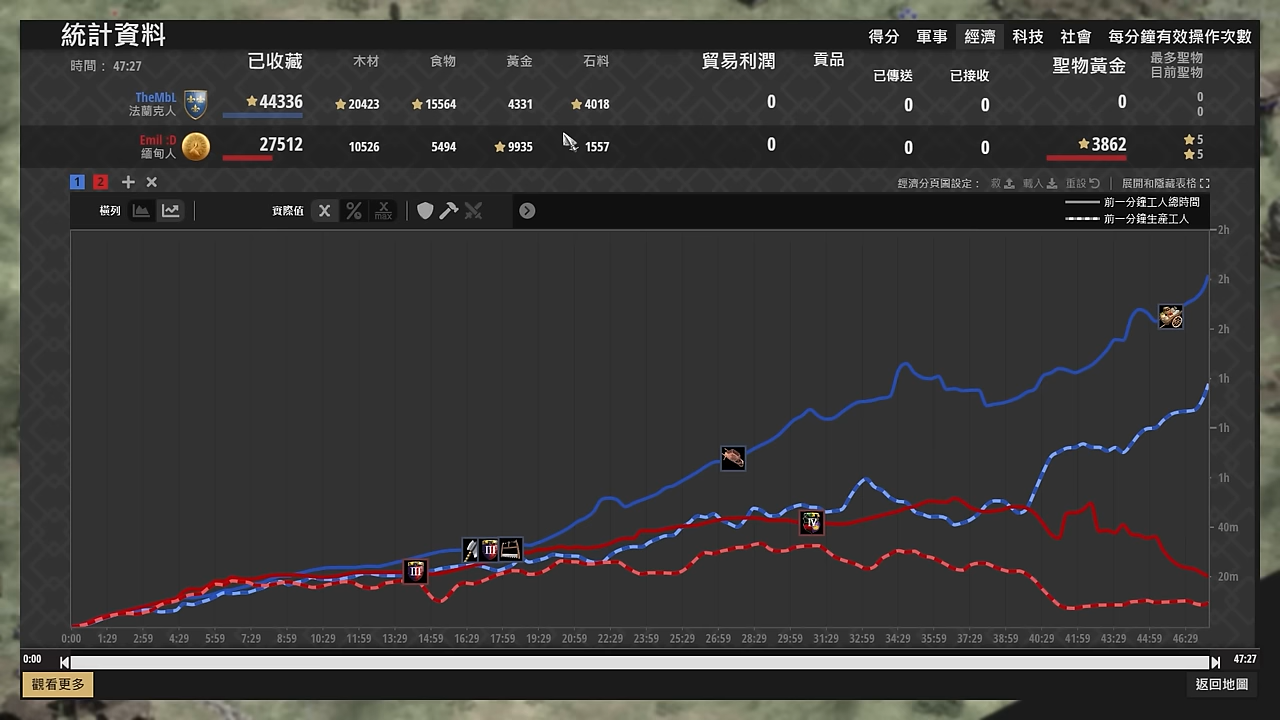 統計資料
得分 軍事 經濟 科技 社會 每分鐘有效操作次數
時間： 47:27
已收藏 木材 食物 黃金 石料 貿易利潤 貢品 已傳送 已接收 聖物黃金 最多聖物
目前聖物
TheMbL 44336 20423 15564 4331 4018 0 0 0 0 0
法蘭克人 0
Emil :D 27512 10526 5494 9935 1557 0 0 0 3862 5
緬甸人 5
1 2
經濟分頁圖設定： 載入 重設 展開和隱藏表格
橫列 實際值 X % X
max
前一分鐘工人總時間
前一分鐘生產工人
2h
2h
2h
1h
1h
1h
40m
20m
III III IV
0:00 1:29 2:59 4:29 5:59 7:29 8:59 10:29 11:59 13:29 14:59 16:29 17:59 19:29 20:59 22:29 23:59 25:29 26:59 28:29 29:59 31:29 32:59 34:29 35:59 37:29 38:59 40:29 41:59 43:29 44:59 46:29
0:00 47:27
觀看更多 返回地圖